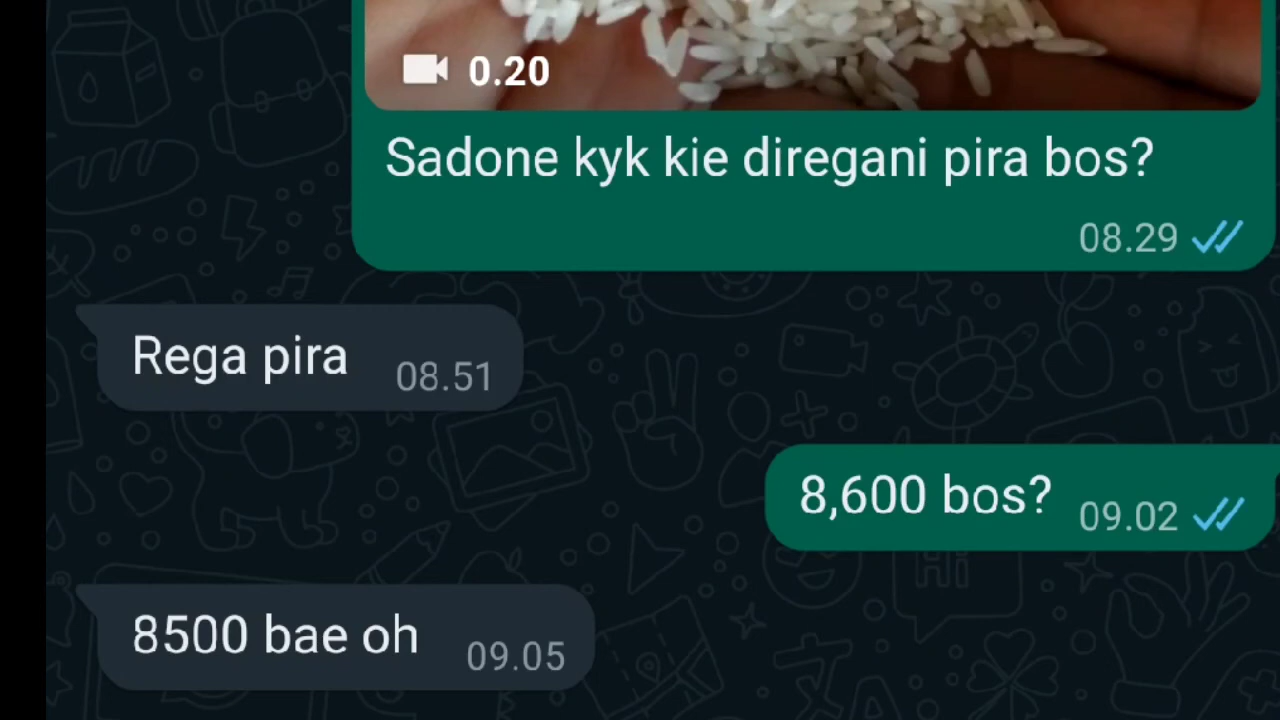 0.20
Sadone kyk kie diregani pira bos?
08.29
Rega pira 08.51
8,600 bos? 09.02
8500 bae oh 09.05